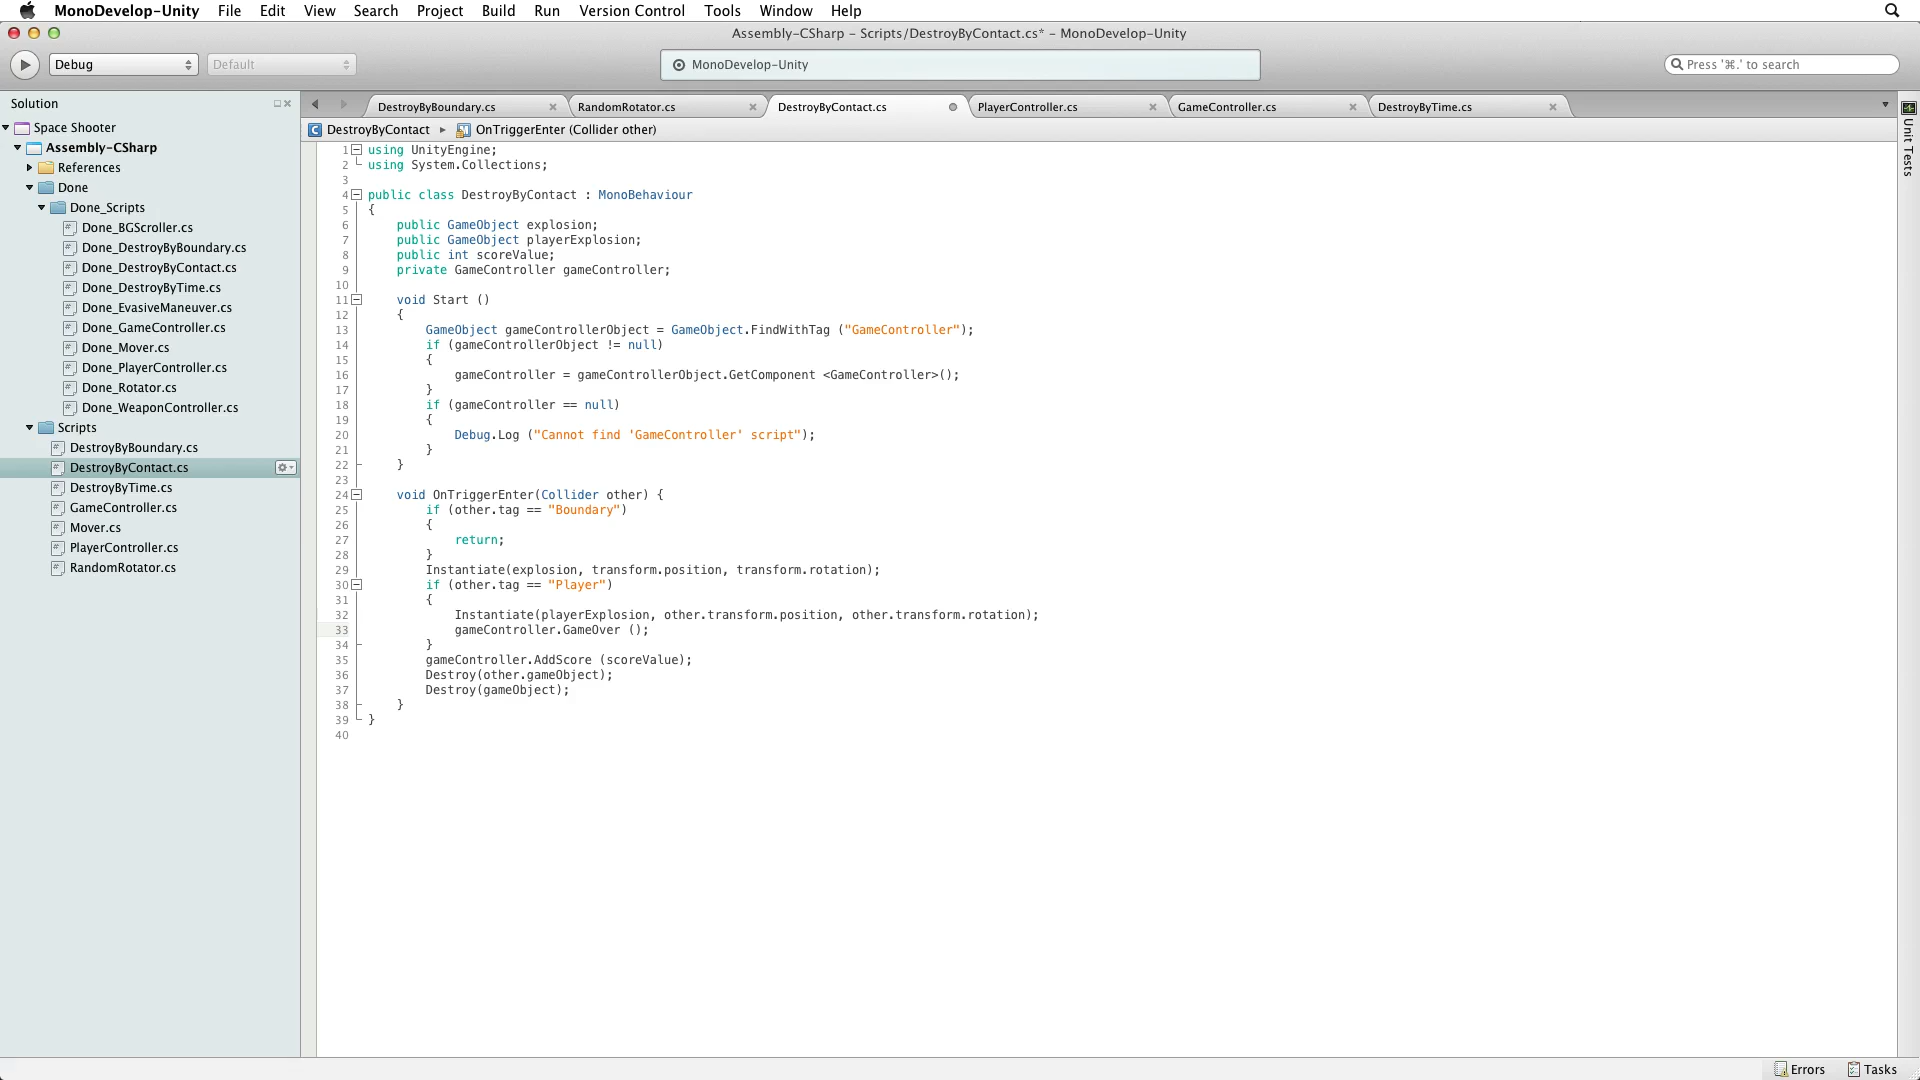 MonoDevelop-Unity File Edit View Search Project Build Run Version Control Tools Window Help
Assembly-CSharp – Scripts/DestroyByContact.cs* – MonoDevelop-Unity
Debug Default MonoDevelop-Unity Press '⌘.' to search
Solution
Space Shooter
Assembly-CSharp
References
Done
Done_Scripts
Done_BGScroller.cs
Done_DestroyByBoundary.cs
Done_DestroyByContact.cs
Done_DestroyByTime.cs
Done_EvasiveManeuver.cs
Done_GameController.cs
Done_Mover.cs
Done_PlayerController.cs
Done_Rotator.cs
Done_WeaponController.cs
Scripts
DestroyByBoundary.cs
DestroyByContact.cs
DestroyByTime.cs
GameController.cs
Mover.cs
PlayerController.cs
RandomRotator.cs
DestroyByBoundary.cs RandomRotator.cs DestroyByContact.cs PlayerController.cs GameController.cs DestroyByTime.cs
DestroyByContact OnTriggerEnter (Collider other)
1 using UnityEngine;
2 using System.Collections;
3
4 public class DestroyByContact : MonoBehaviour
5 {
6 public GameObject explosion;
7 public GameObject playerExplosion;
8 public int scoreValue;
9 private GameController gameController;
10
11 void Start ()
12 {
13 GameObject gameControllerObject = GameObject.FindWithTag ("GameController");
14 if (gameControllerObject != null)
15 {
16 gameController = gameControllerObject.GetComponent <GameController>();
17 }
18 if (gameController == null)
19 {
20 Debug.Log ("Cannot find 'GameController' script");
21 }
22 }
23
24 void OnTriggerEnter(Collider other) {
25 if (other.tag == "Boundary")
26 {
27 return;
28 }
29 Instantiate(explosion, transform.position, transform.rotation);
30 if (other.tag == "Player")
31 {
32 Instantiate(playerExplosion, other.transform.position, other.transform.rotation);
33 gameController.GameOver ();
34 }
35 gameController.AddScore (scoreValue);
36 Destroy(other.gameObject);
37 Destroy(gameObject);
38 }
39 }
40
Unit Tests
Errors Tasks